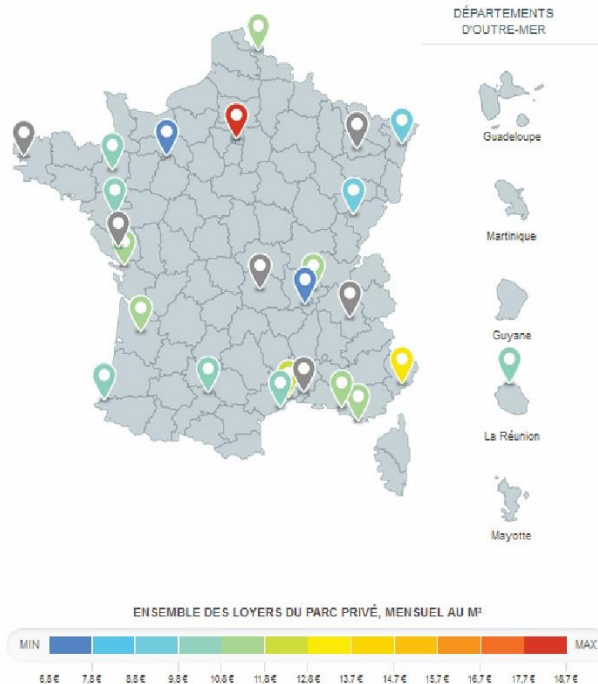 DÉPARTEMENTS
D'OUTRE-MER
Guadeloupe
Martinique
Guyane
La Réunion
Mayotte
ENSEMBLE DES LOYERS DU PARC PRIVÉ, MENSUEL AU M²
MIN MAX
6,8 € 7,8 € 8,8 € 9,8 € 10,8 € 11,8 € 12,8 € 13,7 € 14,7 € 15,7 € 16,7 € 17,7 € 18,7 €